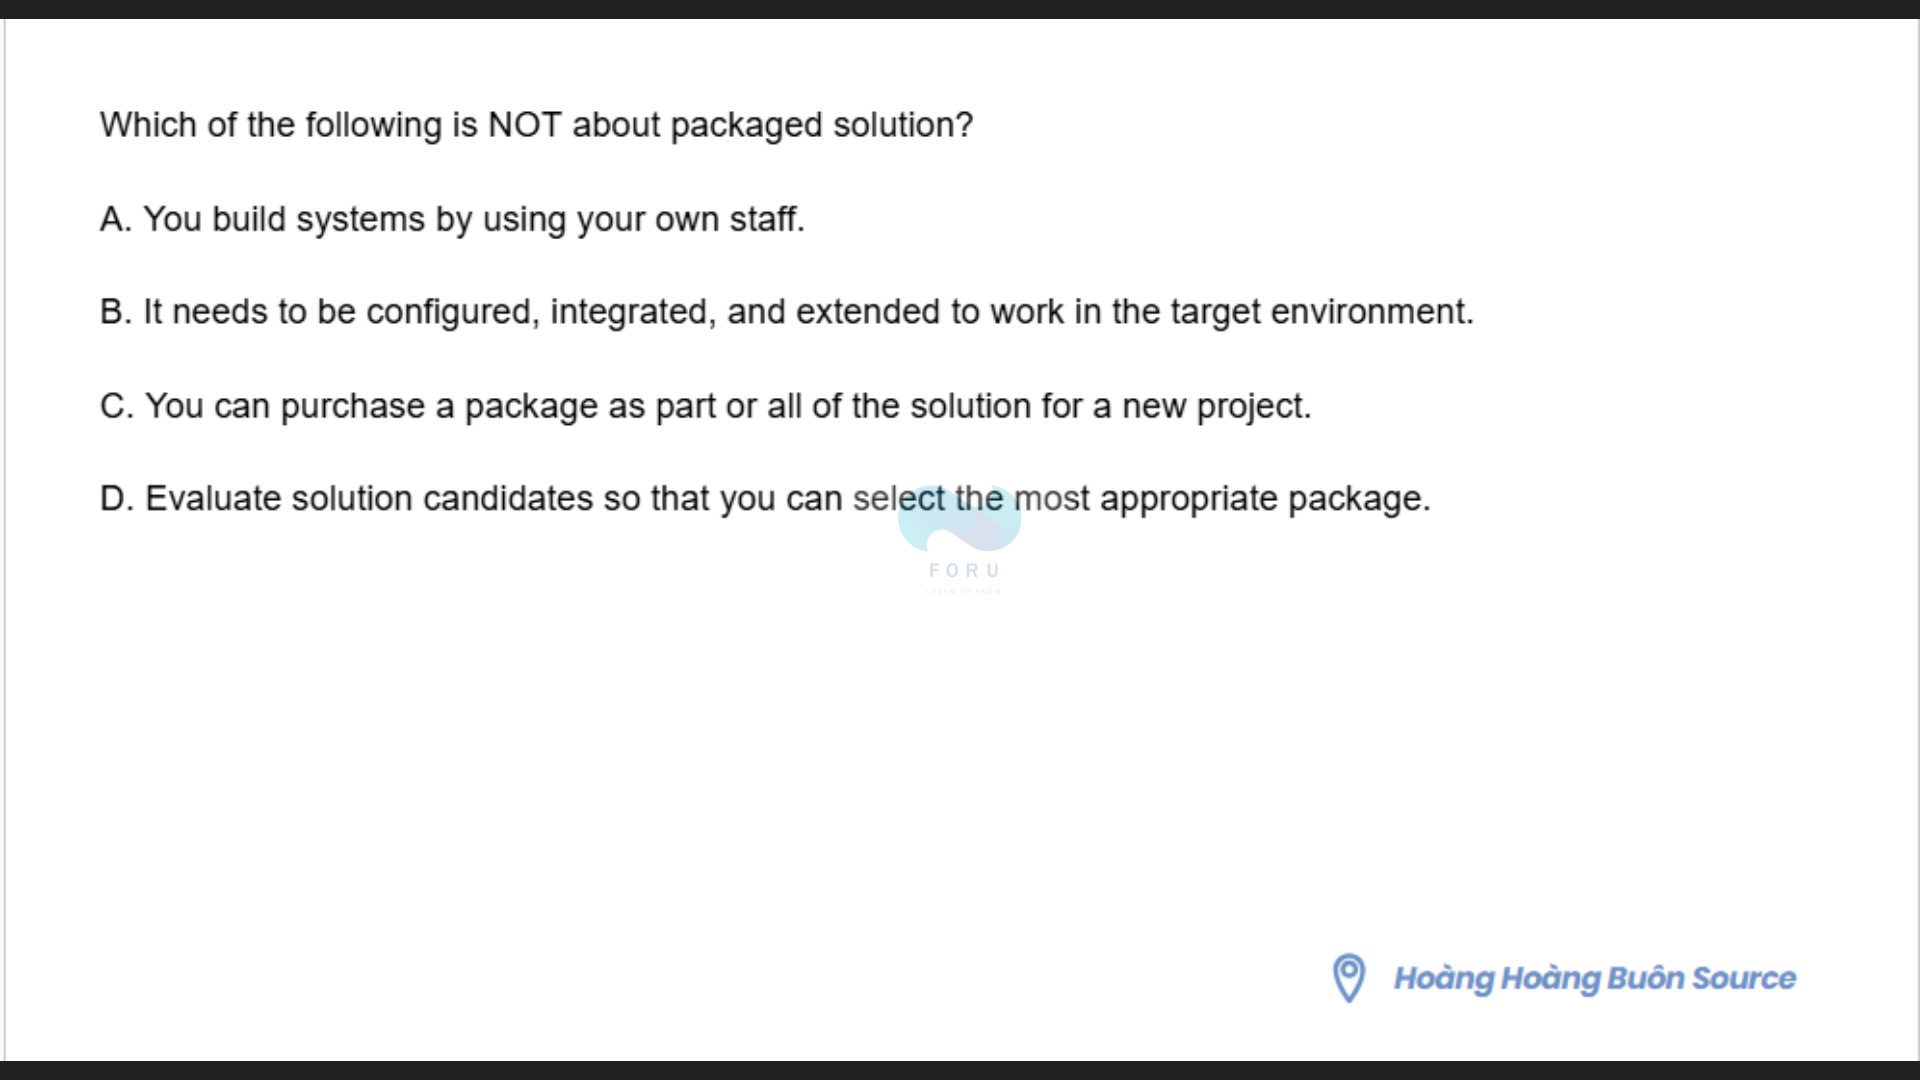 Which of the following is NOT about packaged solution?
A. You build systems by using your own staff.
B. It needs to be configured, integrated, and extended to work in the target environment.
C. You can purchase a package as part or all of the solution for a new project.
D. Evaluate solution candidates so that you can select the most appropriate package.
FORU
LEARN TO KNOW
Hoàng Hoàng Buôn Source